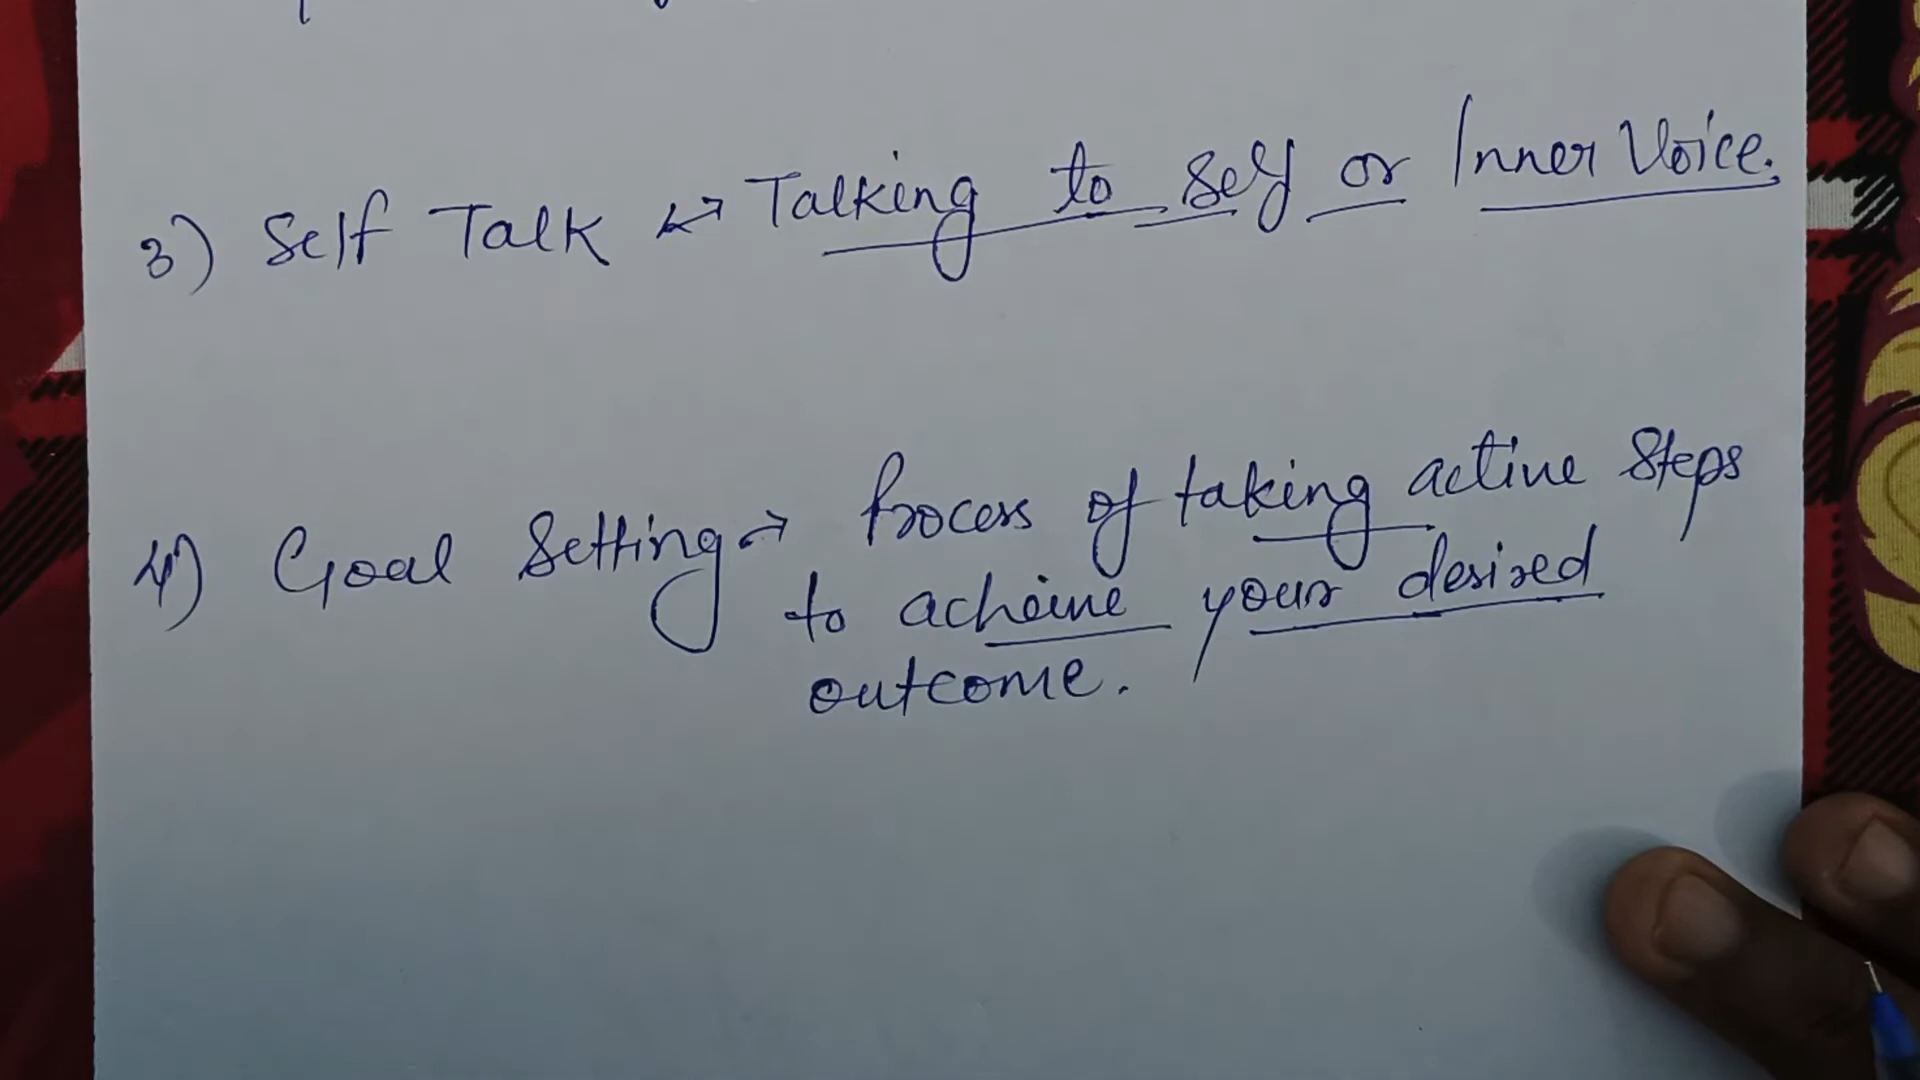 3) Self Talk ↔ Talking to Self or Inner Voice.
4) Goal Setting → Process of taking active steps
to acheive your desired
outcome.